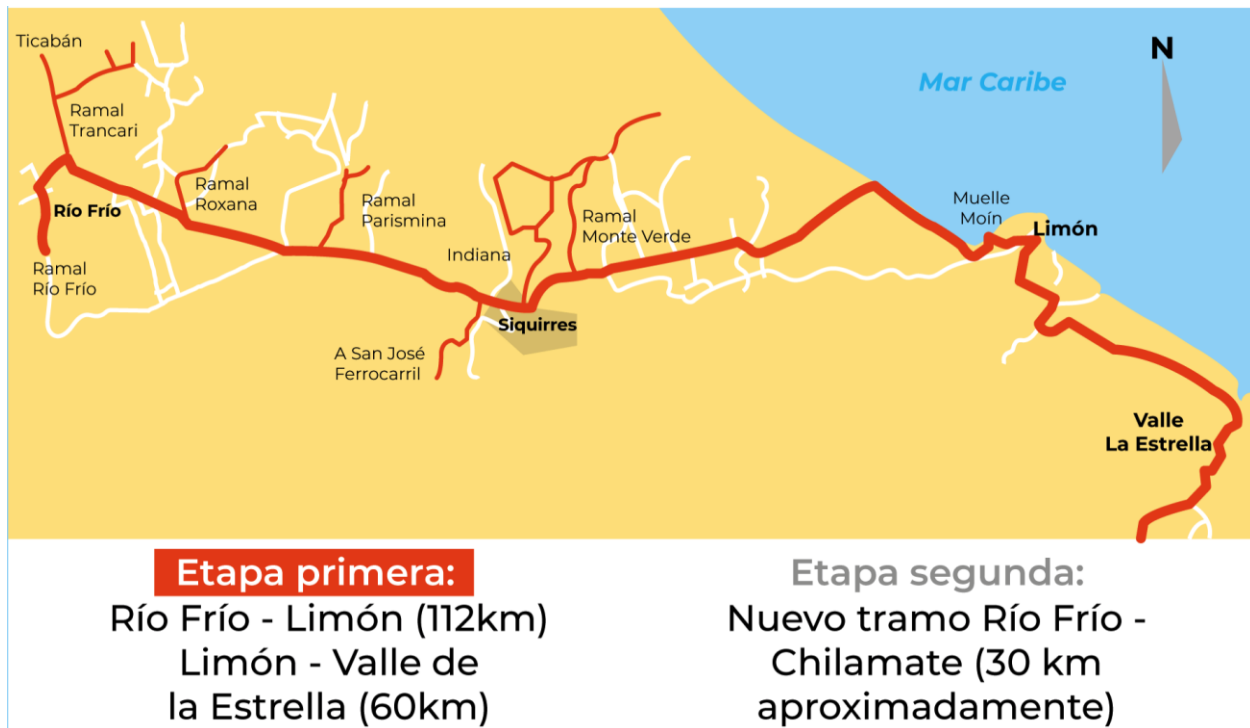 Ticabán
N
Mar Caribe
Ramal
Trancari
Ramal
Roxana
Ramal
Parismina
Río Frío
Ramal
Río Frío
Indiana
Ramal
Monte Verde
Muelle
Moín
Limón
Siquirres
A San José
Ferrocarril
Valle
La Estrella
Etapa primera:
Río Frío - Limón (112km)
Limón - Valle de
la Estrella (60km)
Etapa segunda:
Nuevo tramo Río Frío -
Chilamate (30 km
aproximadamente)